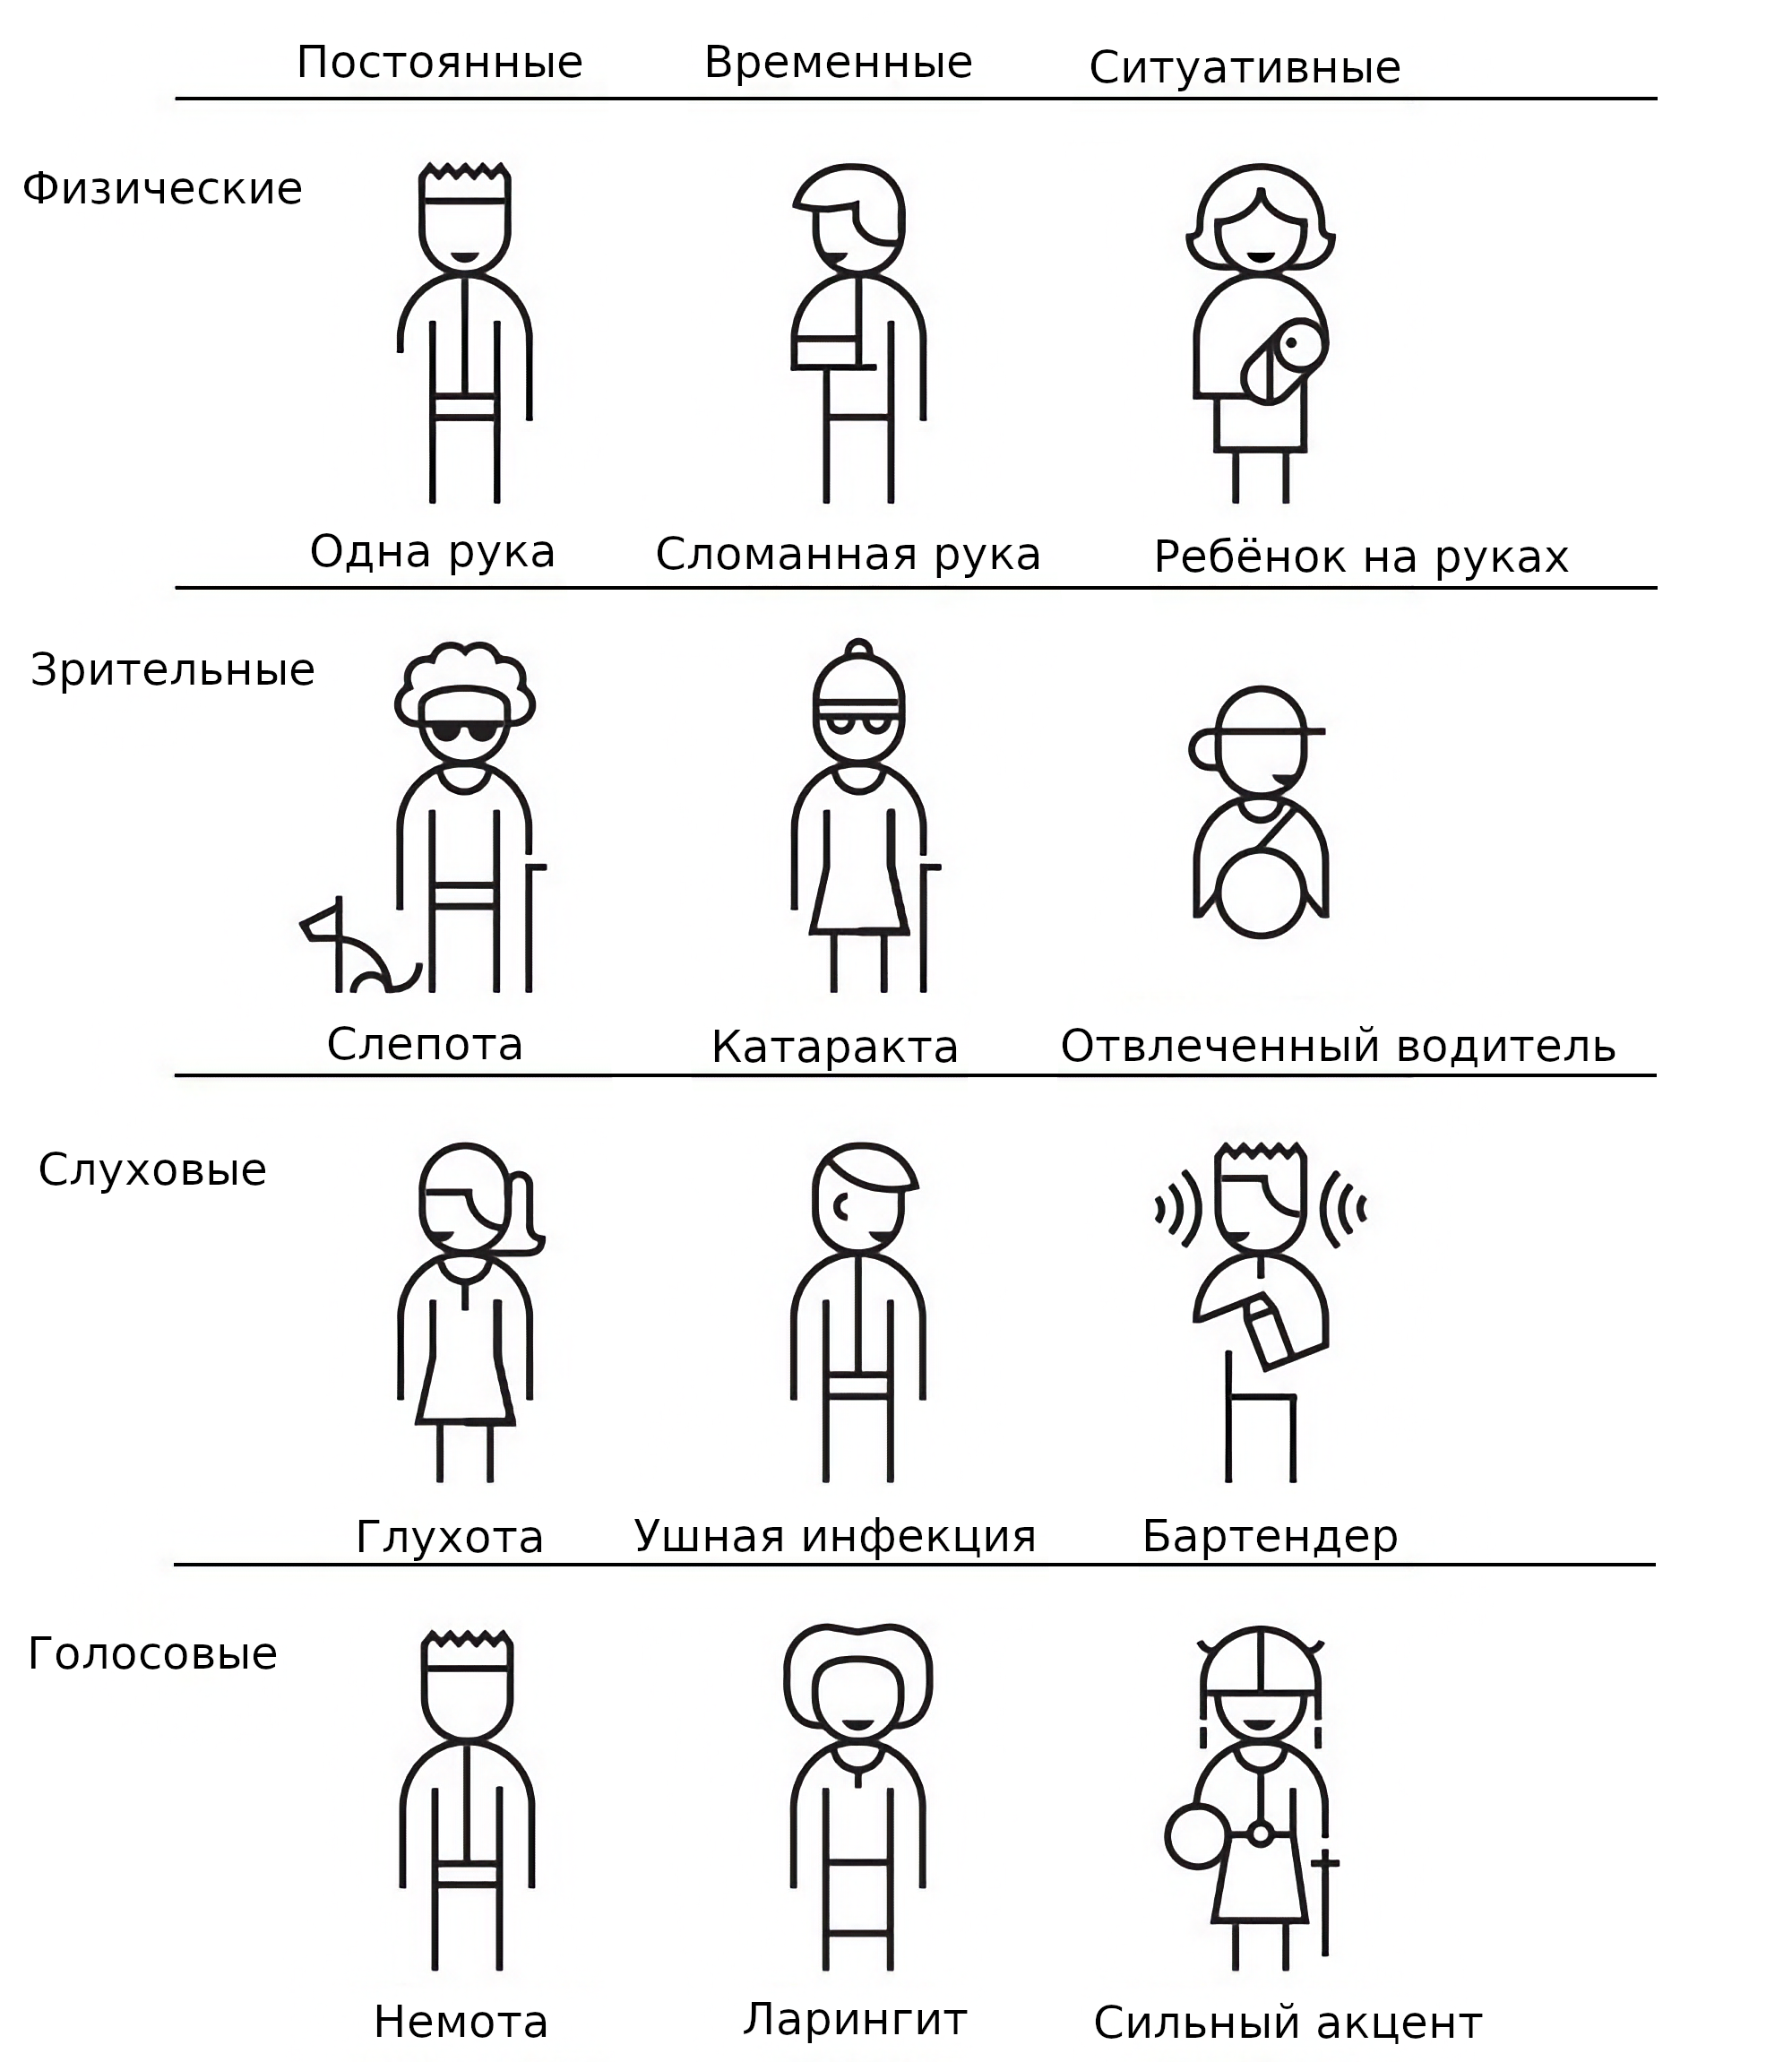 Постоянные Временные Ситуативные
Физические
Одна рука Сломанная рука Ребёнок на руках
Зрительные
Слепота Катаракта Отвлеченный водитель
Слуховые
Глухота Ушная инфекция Бартендер
Голосовые
Немота Ларингит Сильный акцент